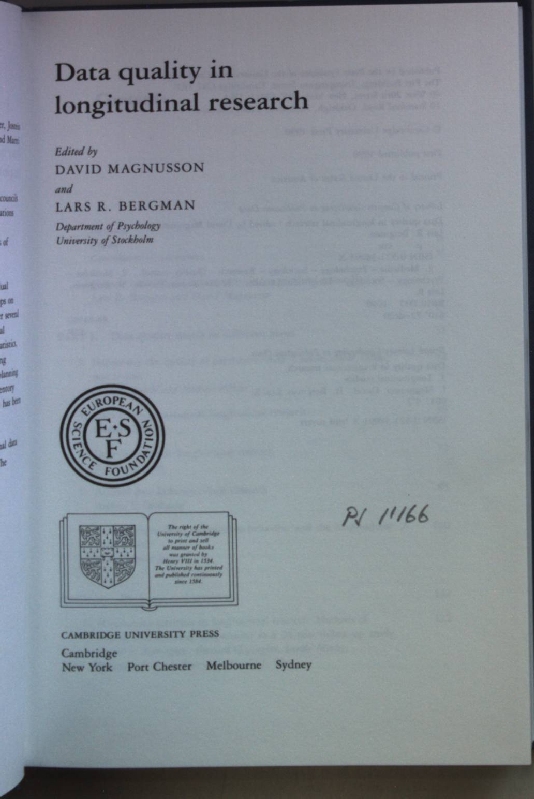 Data quality in
longitudinal research
Edited by
DAVID MAGNUSSON
and
LARS R. BERGMAN
Department of Psychology
University of Stockholm
EUROPEAN
SCIENCE FOUNDATION
E·S
F
The right of the
University of Cambridge
to print and sell
all manner of books
was granted by
Henry VIII in 1534.
The University has printed
and published continuously
since 1584.
CAMBRIDGE UNIVERSITY PRESS
Cambridge
New York Port Chester Melbourne Sydney